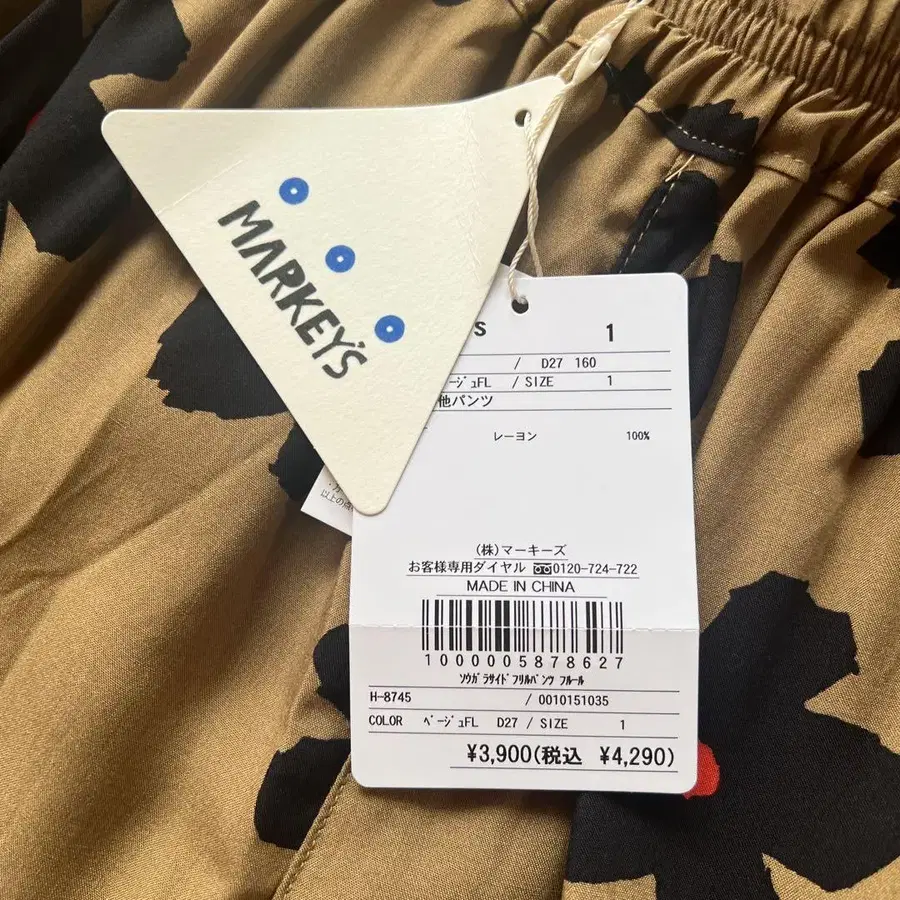 MARKEY'S
S 1
/ D27 160
ージュFL / SIZE 1
他パンツ
レーヨン 100%
以上の点
(株)マーキーズ
お客様専用ダイヤル 0120-724-722
MADE IN CHINA
1000005878627
ソウガラサイドフリルパンツ フルール
H-8745 / 0010151035
COLOR ベージュFL D27 / SIZE 1
¥3,900(税込 ¥4,290)